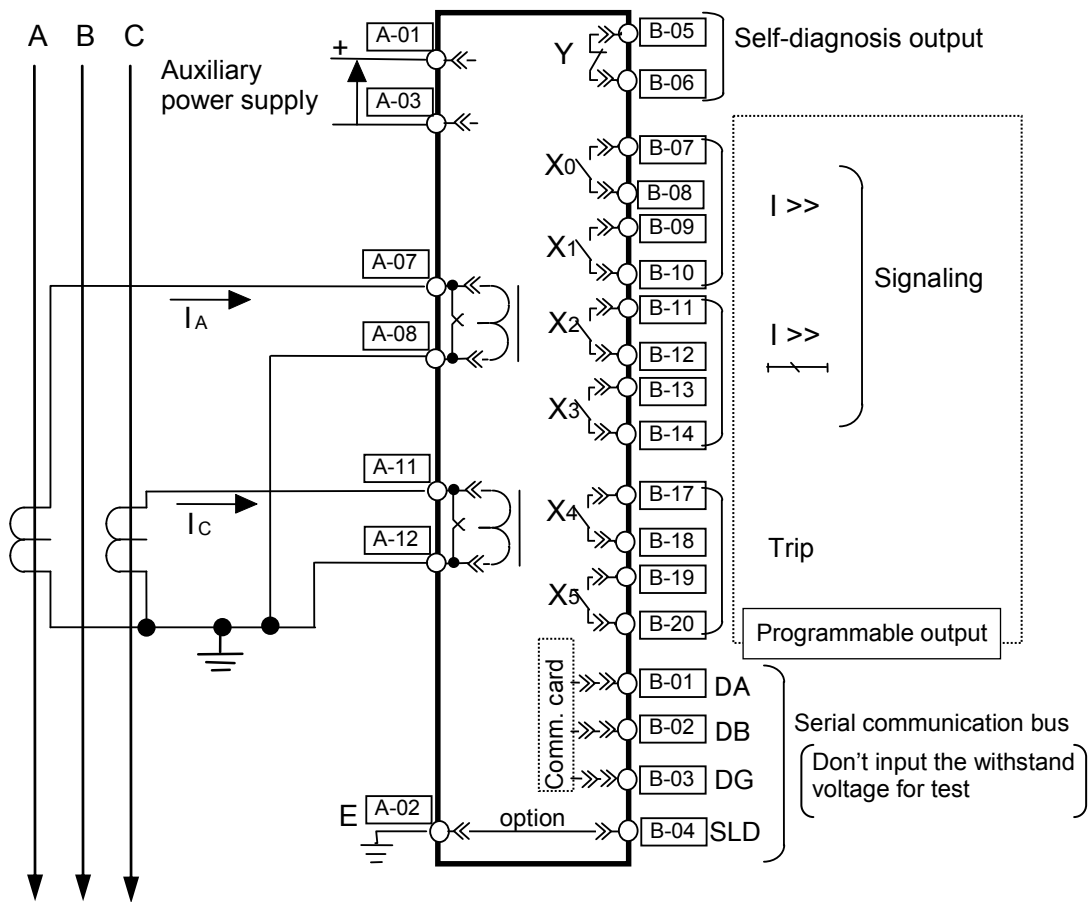 A B C
Auxiliary
power supply
+
A-01
A-03
A-07
IA
A-08
A-11
IC
A-12
E
A-02
Y
B-05
B-06
Self-diagnosis output
X0
B-07
B-08
X1
B-09
B-10
X2
B-11
B-12
X3
B-13
B-14
I >>
I >>
Signaling
X4
B-17
B-18
X5
B-19
B-20
Trip
Programmable output
Comm. card
B-01 DA
B-02 DB
B-03 DG
option
B-04 SLD
Serial communication bus
Don't input the withstand
voltage for test